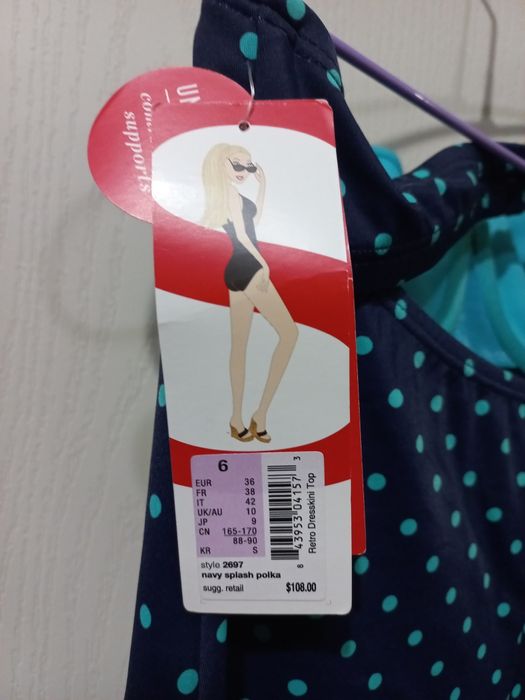 supports
6
EUR 36
FR 38
IT 42
UK/AU 10
JP 9
CN 165-170
88-90
KR S
8 43953 04157 3
Retro Dresskini Top
style 2697
navy splash polka
sugg. retail $108.00